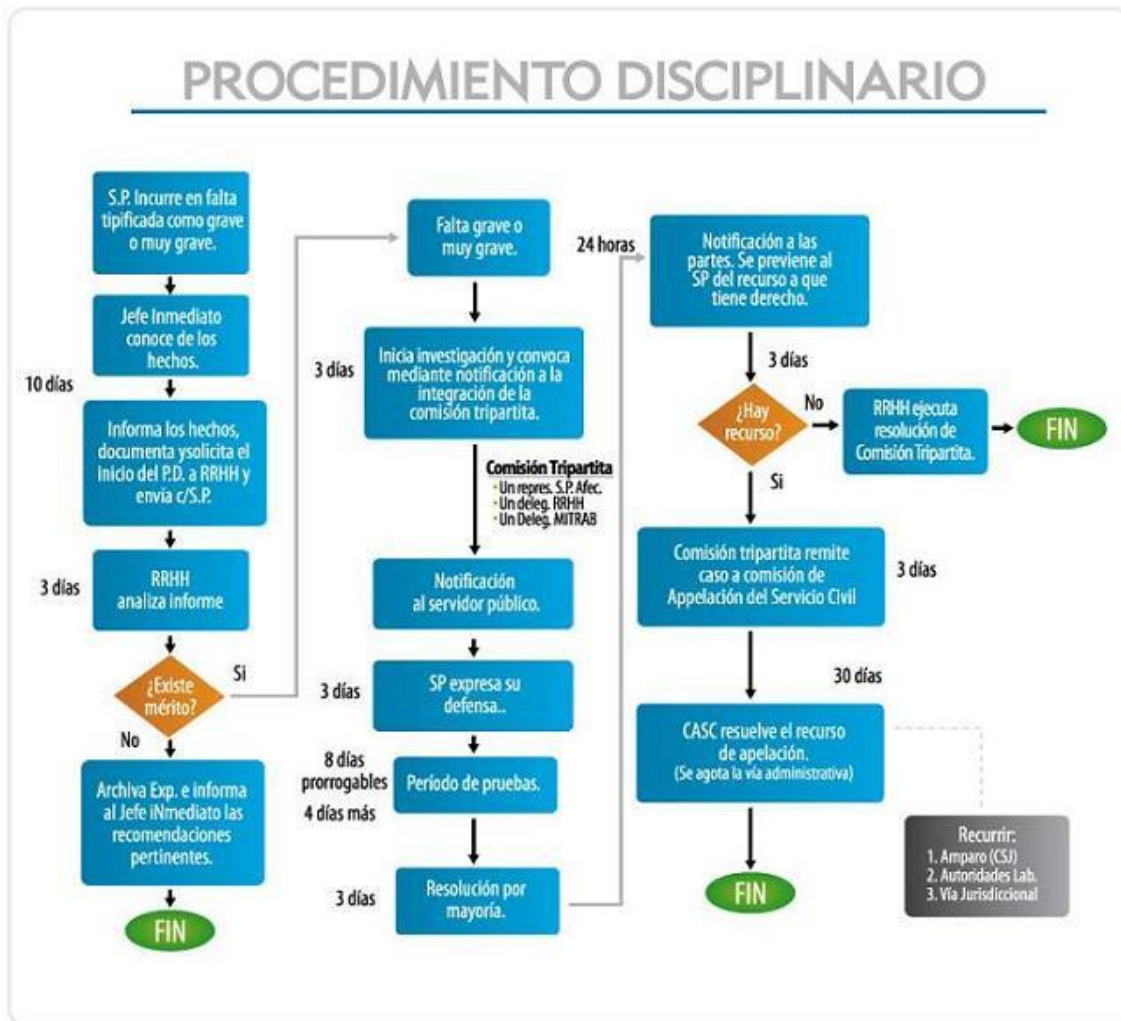 PROCEDIMIENTO DISCIPLINARIO
S.P. Incurre en falta
tipificada como grave
o muy grave.
Jefe Inmediato
conoce de los
hechos.
10 días
Informa los hechos,
documenta ysolicita el
inicio del P.D. a RRHH y
envía c/S.P.
3 días
RRHH
analiza informe
¿Existe
mérito?
Si
No
Archiva Exp. e informa
al Jefe iNmediato las
recomendaciones
pertinentes.
FIN
Falta grave o
muy grave.
3 días
Inicia investigación y convoca
mediante notificación a la
integración de la
comisión tripartita.
Comisión Tripartita
• Un repres. S.P. Afec.
• Un deleg. RRHH
• Un Deleg. MITRAB
Notificación
al servidor público.
3 días
SP expresa su
defensa..
8 días
prorrogables
4 días más
Período de pruebas.
3 días
Resolución por
mayoría.
24 horas
Notificación a las
partes. Se previene al
SP del recurso a que
tiene derecho.
3 días
¿Hay
recurso?
No
RRHH ejecuta
resolución de
Comisión Tripartita.
FIN
Si
Comisión tripartita remite
caso a comisión de
Appelación del Servicio Civil
3 días
30 días
CASC resuelve el recurso
de apelación.
(Se agota la vía administrativa)
FIN
Recurrir:
1. Amparo (CSJ)
2. Autoridades Lab.
3. Vía Jurisdiccional